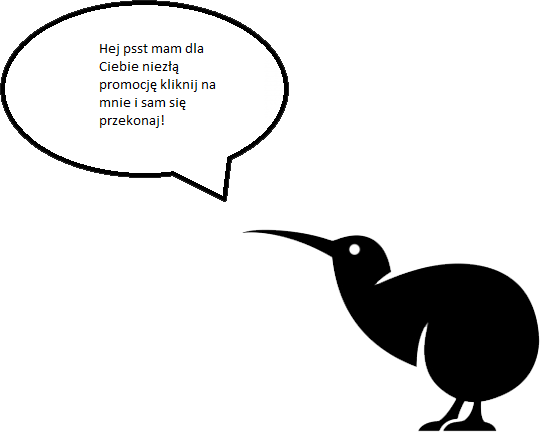 Hej psst mam dla
Ciebie niezłą
promocję kliknij na
mnie i sam się
przekonaj!